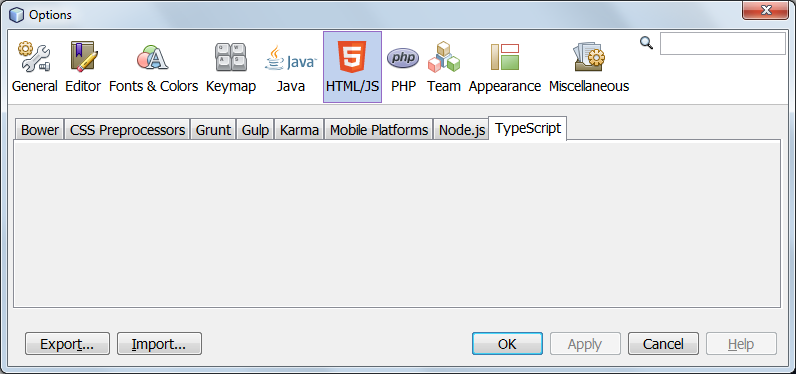 Options
General Editor Fonts & Colors Keymap Java Java HTML/JS php PHP Team Appearance Miscellaneous
Bower CSS Preprocessors Grunt Gulp Karma Mobile Platforms Node.js TypeScript
Export... Import... OK Apply Cancel Help